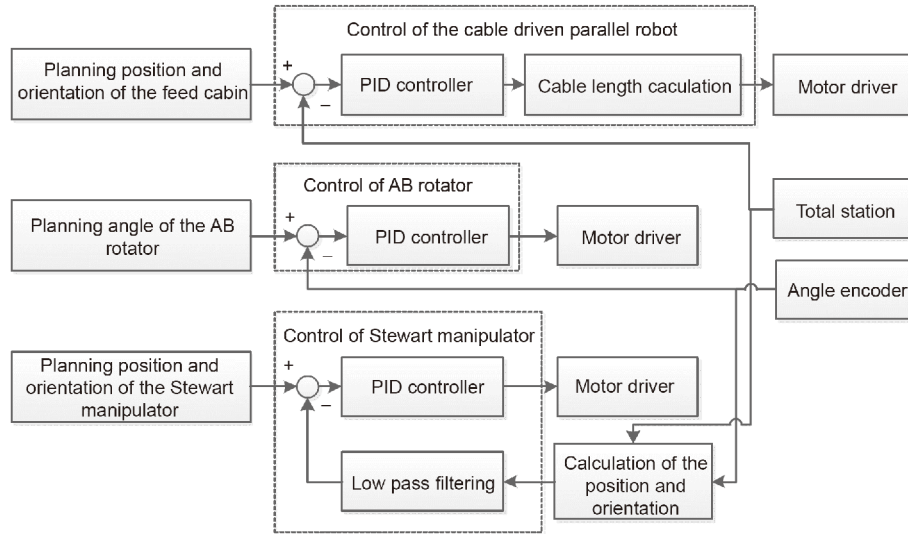 Control of the cable driven parallel robot
Planning position and
orientation of the feed cabin
+
−
PID controller
Cable length caculation
Motor driver
Control of AB rotator
Planning angle of the AB
rotator
+
−
PID controller
Motor driver
Total station
Angle encoder
Control of Stewart manipulator
Planning position and
orientation of the Stewart
manipulator
+
−
PID controller
Motor driver
Low pass filtering
Calculation of the
position and
orientation